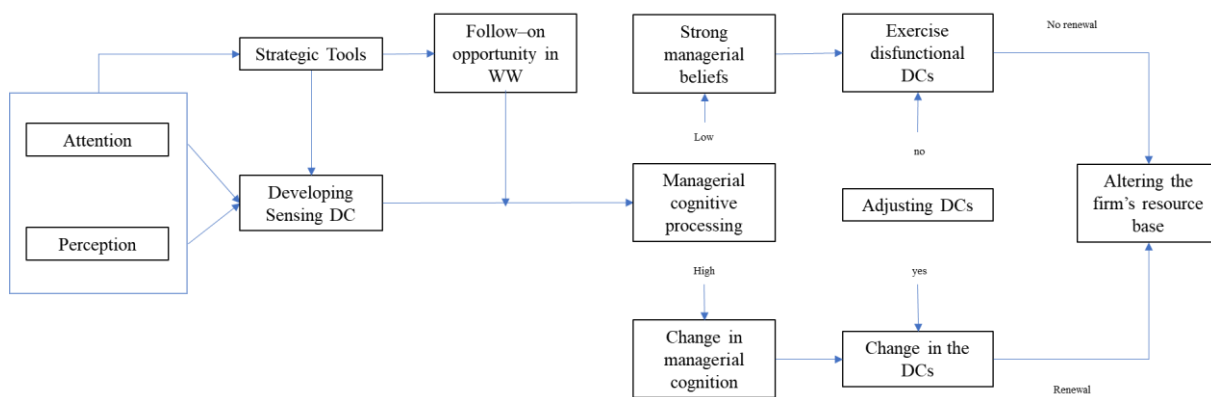 Strategic Tools
Follow–on
opportunity in
WW
Attention
Perception
Developing
Sensing DC
Strong
managerial
beliefs
Low
Managerial
cognitive
processing
High
Change in
managerial
cognition
Exercise
disfunctional
DCs
no
Adjusting DCs
yes
Change in the
DCs
No renewal
Altering the
firm’s resource
base
Renewal